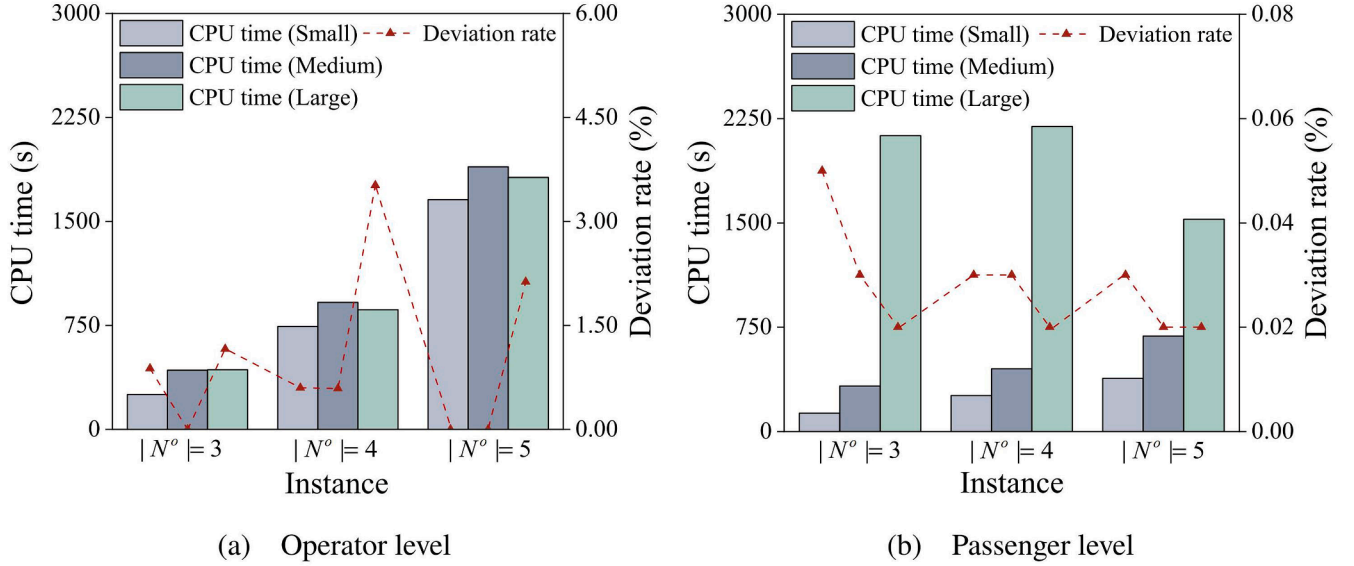 3000
2250
1500
750
0
CPU time (s)
CPU time (Small)
CPU time (Medium)
CPU time (Large)
Deviation rate
6.00
4.50
3.00
1.50
0.00
Deviation rate (%)
| N° |= 3
| N° |= 4
| N° |= 5
Instance
(a) Operator level
3000
2250
1500
750
0
CPU time (s)
CPU time (Small)
CPU time (Medium)
CPU time (Large)
Deviation rate
0.08
0.06
0.04
0.02
0.00
Deviation rate (%)
| N° |= 3
| N° |= 4
| N° |= 5
Instance
(b) Passenger level